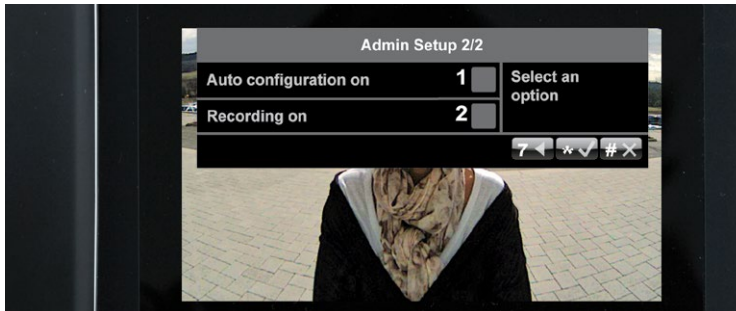 Admin Setup 2/2
Auto configuration on 1
Select an
option
Recording on 2
7 * #